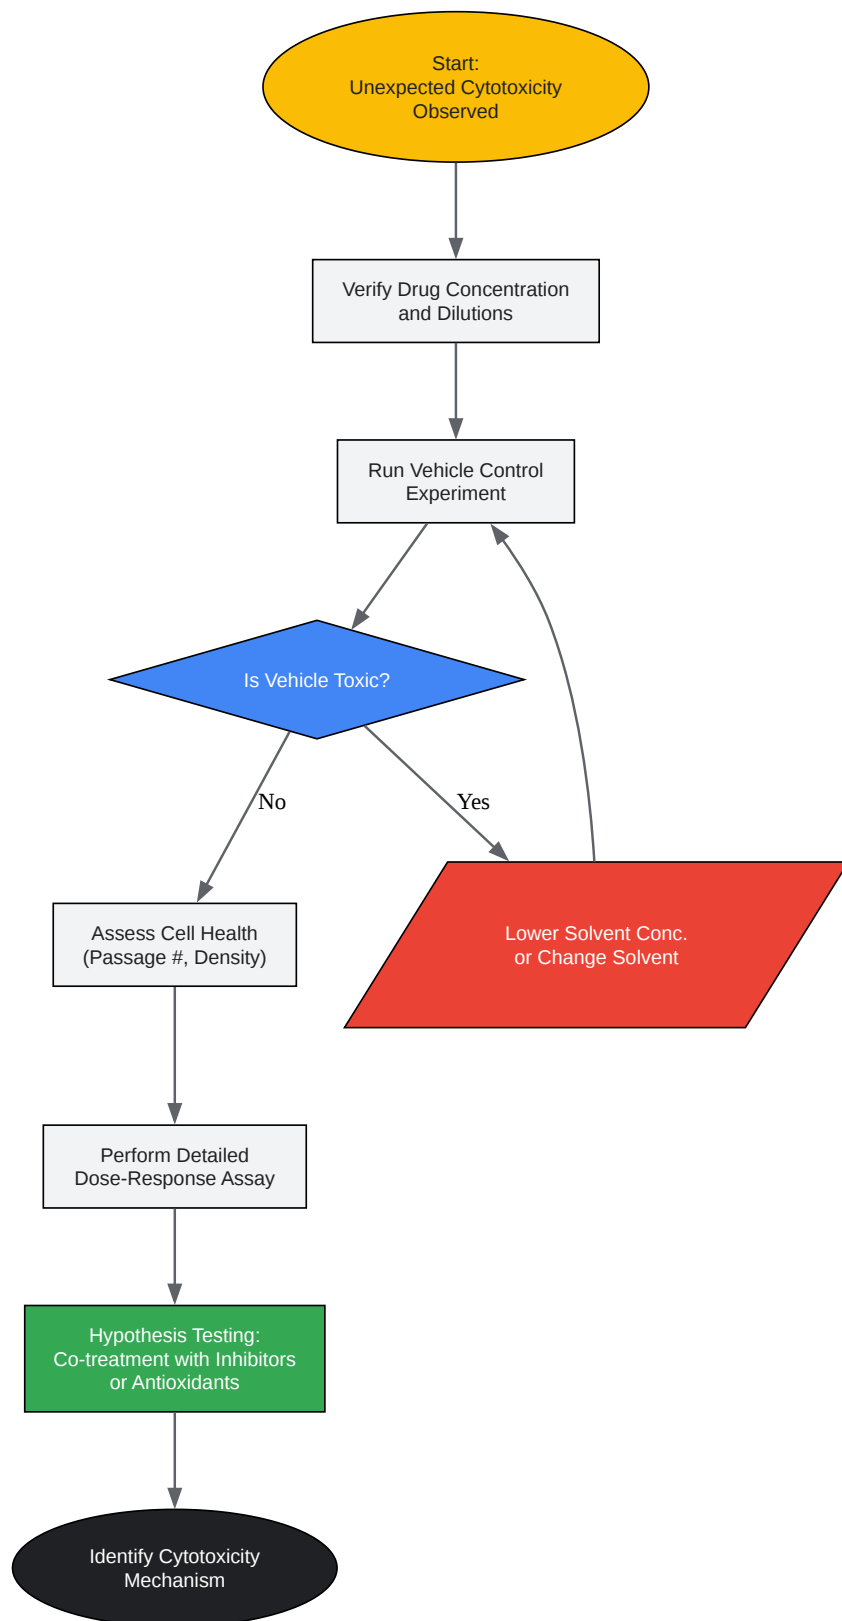 Start:
Unexpected Cytotoxicity
Observed
Verify Drug Concentration
and Dilutions
Run Vehicle Control
Experiment
Is Vehicle Toxic?
No
Yes
Assess Cell Health
(Passage #, Density)
Lower Solvent Conc.
or Change Solvent
Perform Detailed
Dose-Response Assay
Hypothesis Testing:
Co-treatment with Inhibitors
or Antioxidants
Identify Cytotoxicity
Mechanism